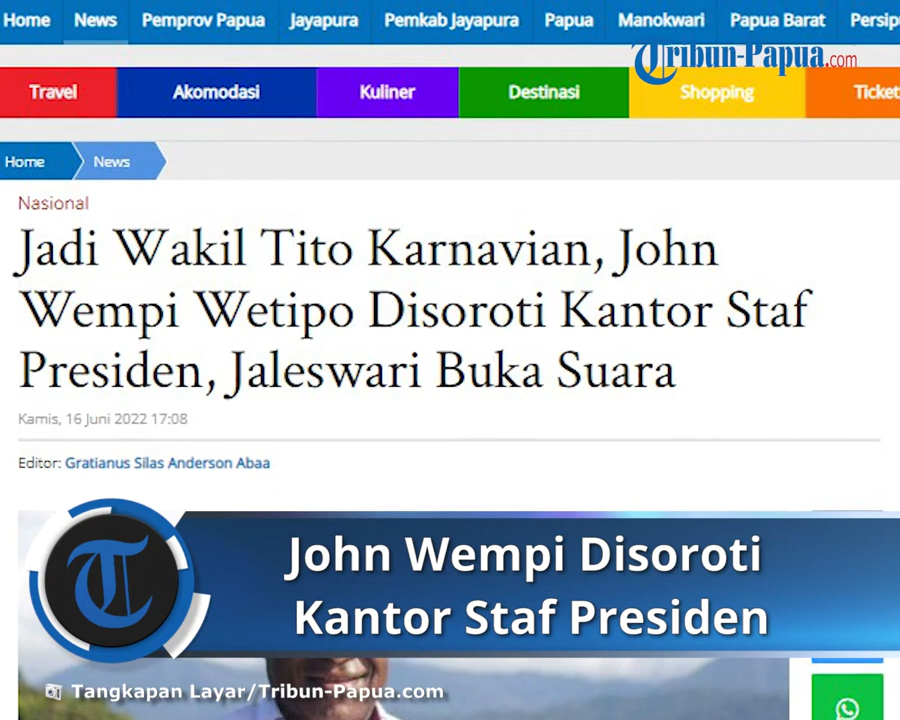 Home News Pemprov Papua Jayapura Pemkab Jayapura Papua Manokwari Papua Barat
Tribun-Papua.com
Travel Akomodasi Kuliner Destinasi Shopping Ticket
Home News
Nasional
Jadi Wakil Tito Karnavian, John
Wempi Wetipo Disoroti Kantor Staf
Presiden, Jaleswari Buka Suara
Kamis, 16 Juni 2022 17:08
Editor: Gratianus Silas Anderson Abaa
John Wempi Disoroti
Kantor Staf Presiden
Tangkapan Layar/Tribun-Papua.com